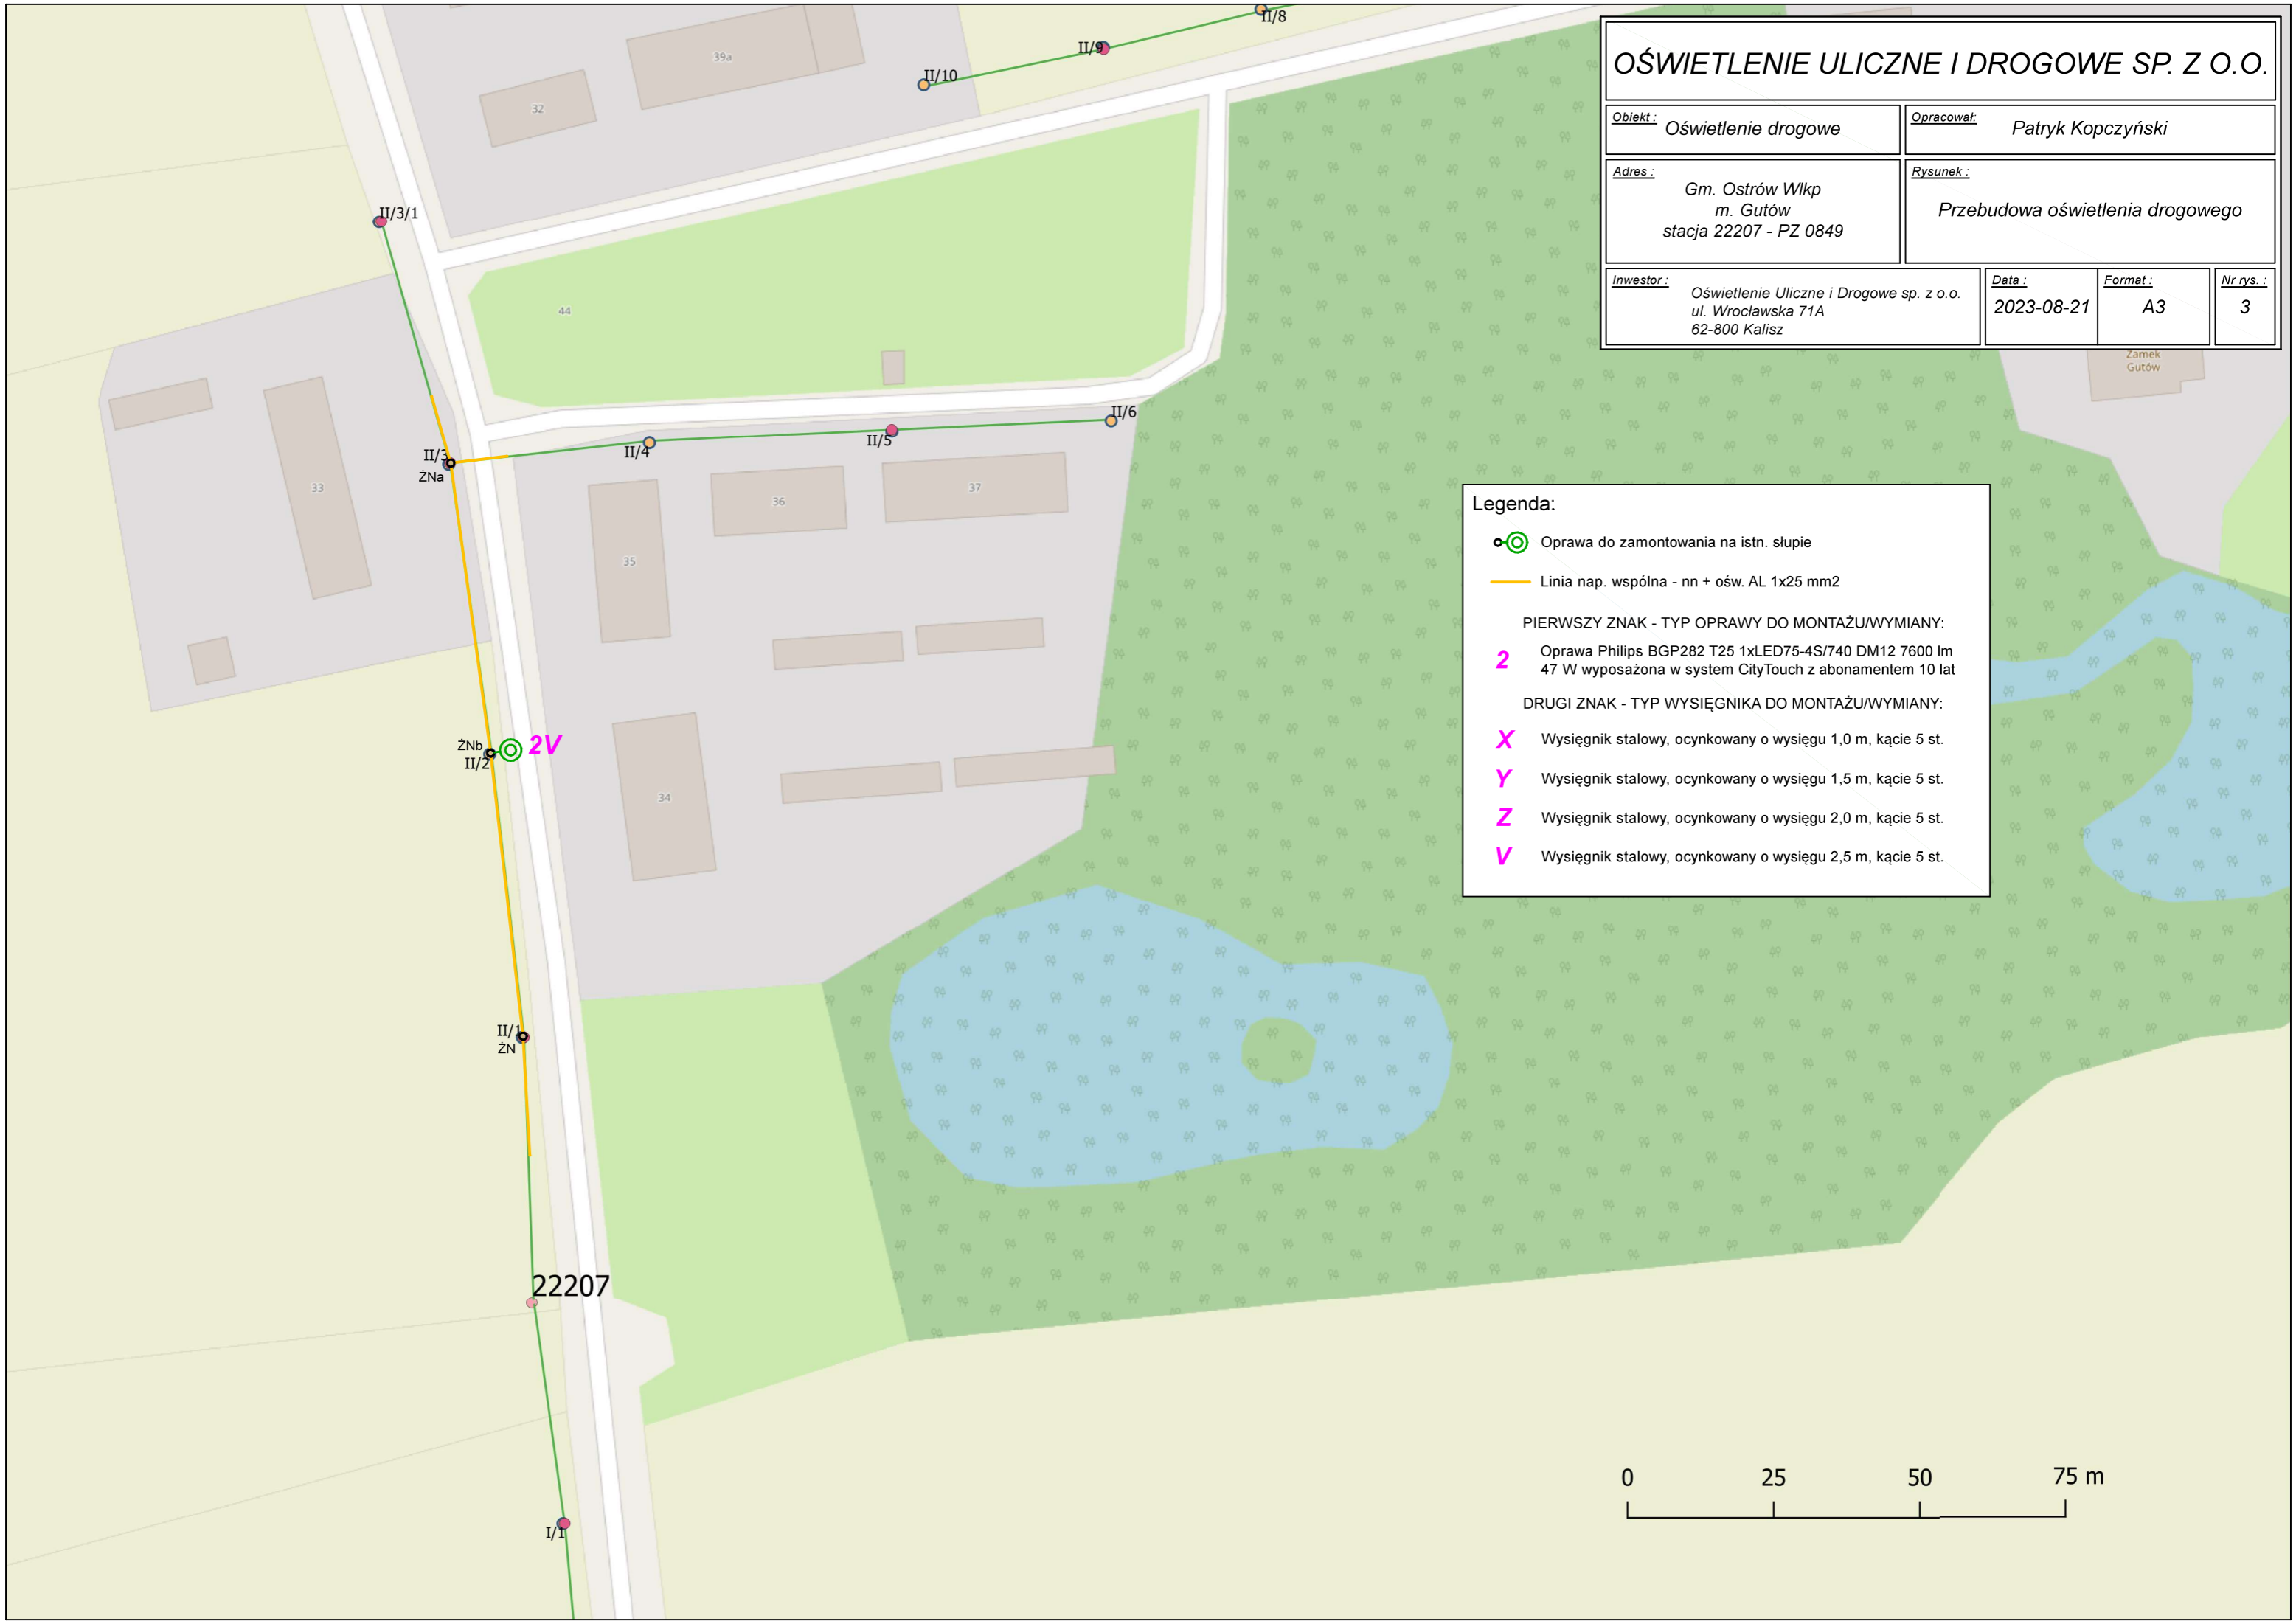 II/8
II/9
II/10
39a
32
OŚWIETLENIE ULICZNE I DROGOWE SP. Z O.O.
Obiekt :
Oświetlenie drogowe
Opracował:
Patryk Kopczyński
Adres :
Gm. Ostrów Wlkp
m. Gutów
stacja 22207 - PZ 0849
Rysunek :
Przebudowa oświetlenia drogowego
Inwestor :
Oświetlenie Uliczne i Drogowe sp. z o.o.
ul. Wrocławska 71A
62-800 Kalisz
Data :
2023-08-21
Format :
A3
Nr rys. :
3
Zamek
Gutów
II/3/1
44
II/6
II/5
II/4
II/3
ŻNa
33
36
37
35
Legenda:
Oprawa do zamontowania na istn. słupie
Linia nap. wspólna - nn + ośw. AL 1x25 mm2
PIERWSZY ZNAK - TYP OPRAWY DO MONTAŻU/WYMIANY:
2 Oprawa Philips BGP282 T25 1xLED75-4S/740 DM12 7600 lm
47 W wyposażona w system CityTouch z abonamentem 10 lat
DRUGI ZNAK - TYP WYSIĘGNIKA DO MONTAŻU/WYMIANY:
X Wysięgnik stalowy, ocynkowany o wysięgu 1,0 m, kącie 5 st.
Y Wysięgnik stalowy, ocynkowany o wysięgu 1,5 m, kącie 5 st.
Z Wysięgnik stalowy, ocynkowany o wysięgu 2,0 m, kącie 5 st.
V Wysięgnik stalowy, ocynkowany o wysięgu 2,5 m, kącie 5 st.
ŻNb
II/2
2V
34
II/1
ŻN
22207
I/1
0 25 50 75 m